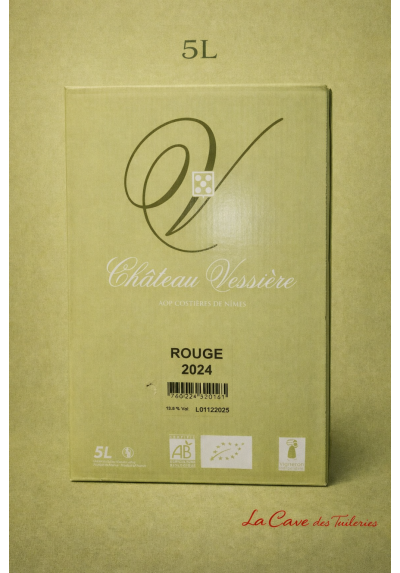 5L
Château Vessière
AOP COSTIÈRES DE NÎMES
ROUGE
2024
L01122025
5L
AB
La Cave des Tuileries